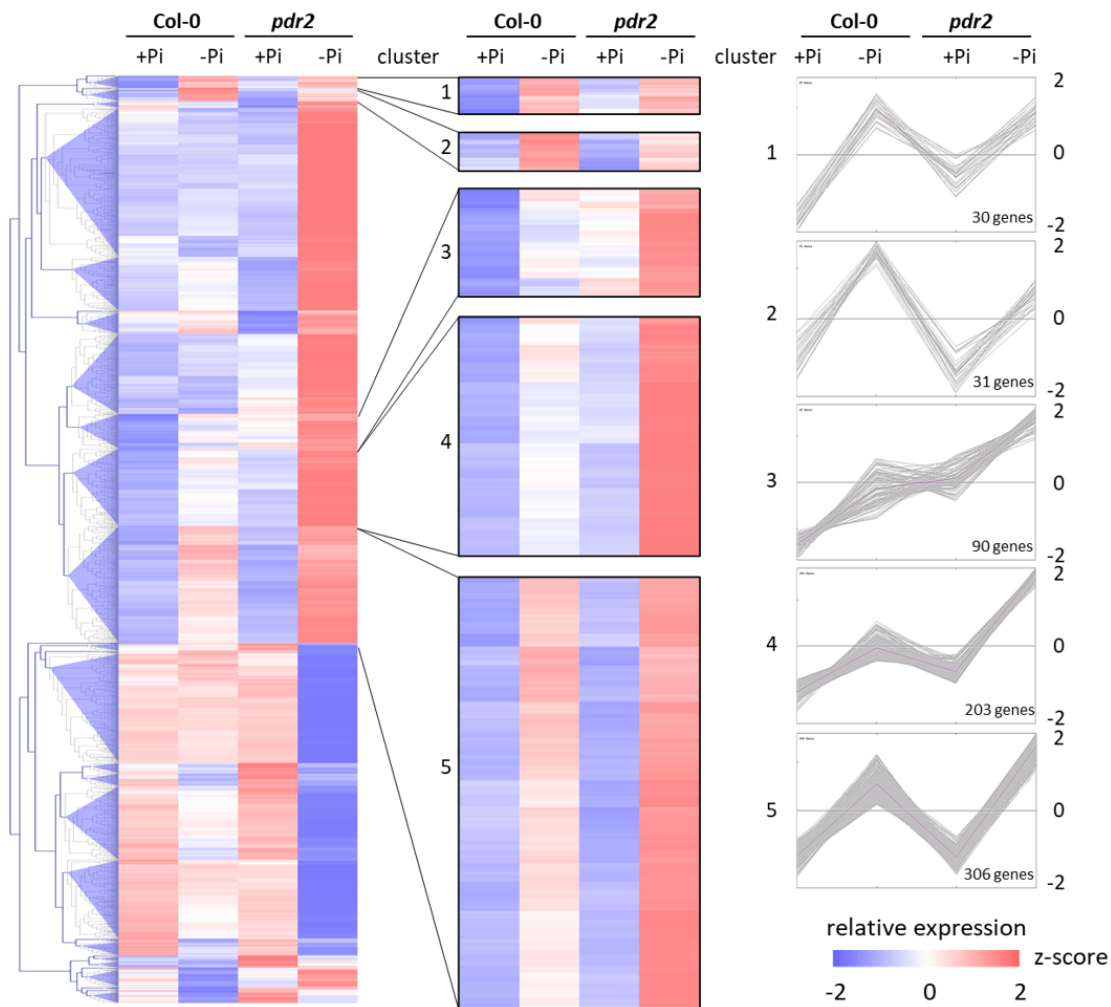 Col-0 pdr2
+Pi -Pi +Pi -Pi
cluster
Col-0 pdr2
+Pi -Pi +Pi -Pi
1
2
3
4
5
cluster
Col-0 pdr2
+Pi -Pi +Pi -Pi
1
2
0
-2
30 genes
2
2
0
-2
31 genes
3
2
0
-2
90 genes
4
2
0
-2
203 genes
5
2
0
-2
306 genes
relative expression
z-score
-2 0 2